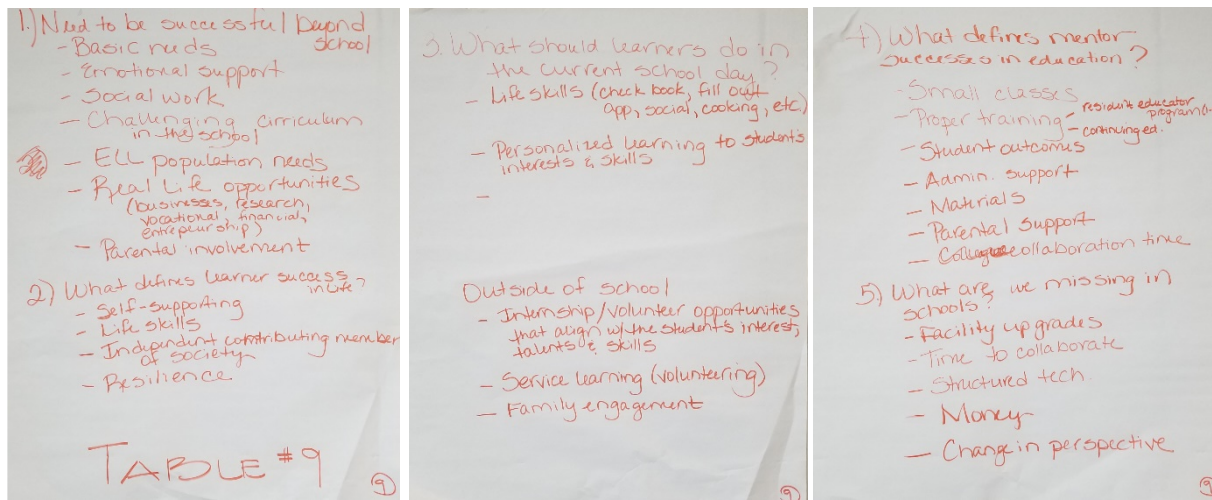 1.) Need to be successful beyond
school
- Basic needs
- Emotional support
- Social work
- Challenging cirriculum
in the school
- ELL population needs
- Real Life opportunities
(businesses, research,
vocational, financial,
entrepeurship)
- Parental involvement
2) What defines learner success
in life?
- Self-supporting
- Life skills
- Independent contributing member
of society
- Resilience
TABLE #9
9
3. What should learners do in
the current school day?
- Life skills (check book, fill out
app, social, cooking, etc.)
- Personalized learning to students
interests & skills
-
Outside of school
- Internship/volunteer opportunities
that align w/the student's interest,
talents & skills
- Service learning (volunteering)
- Family engagement
9
4) What defines mentor
successes in education?
- Small classes
- Proper training - resident educator
program
- continuing ed.
- Student outcomes
- Admin. support
- Materials
- Parental support
- collaboration time
5.) What are we missing in
schools?
- Facility upgrades
- Time to collaborate
- Structured tech.
- Money
- Change in perspective
9